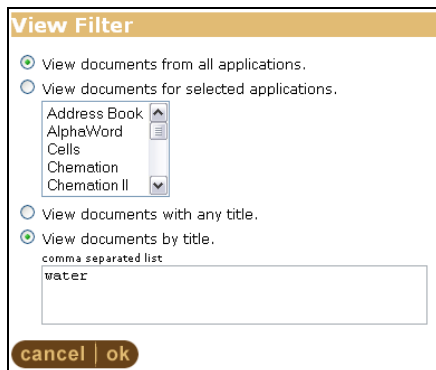 View Filter
View documents from all applications.
View documents for selected applications.
Address Book
AlphaWord
Cells
Chemation
Chemation II
View documents with any title.
View documents by title.
comma separated list
water
cancel | ok